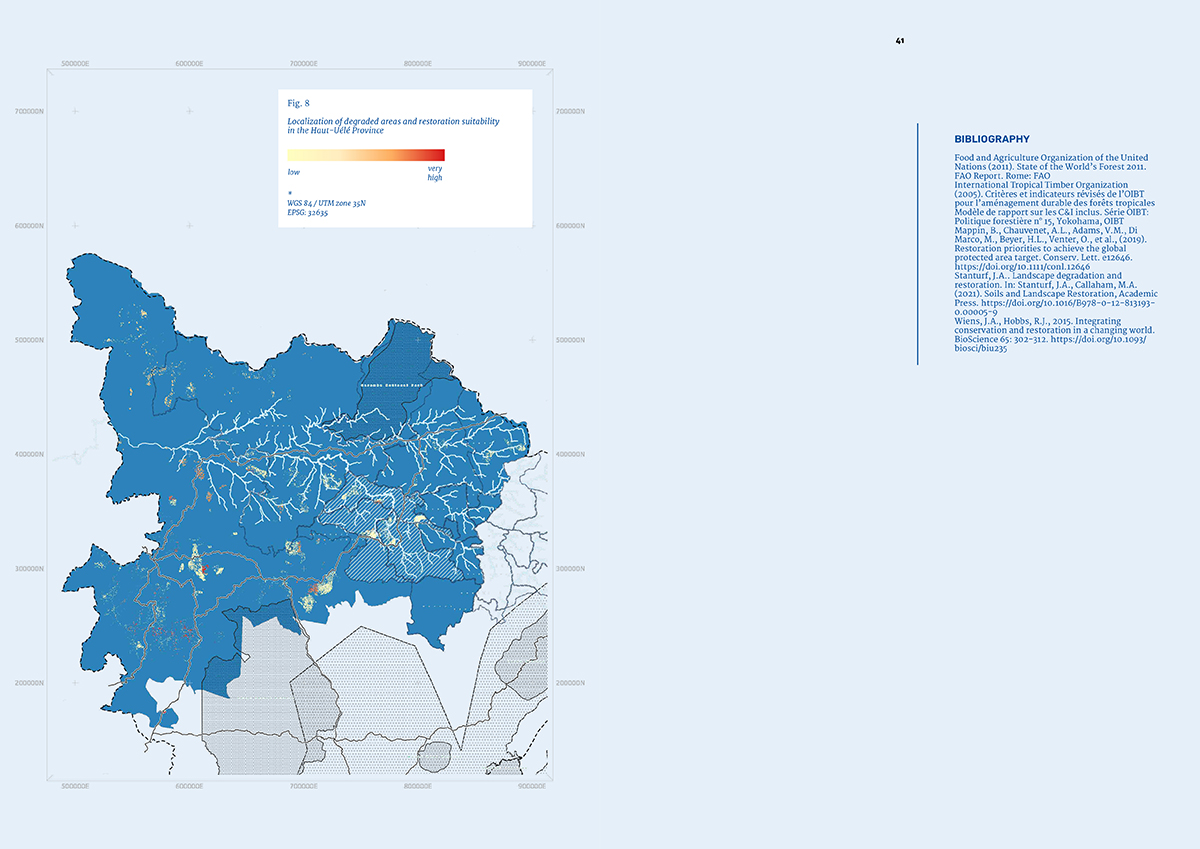 41
500000E 600000E 700000E 800000E 900000E
700000N 700000N
Fig. 8
Localization of degraded areas and restoration suitability
in the Haut-Uélé Province
low
very
high
*
WGS 84 / UTM zone 35N
EPSG: 32635
600000N 600000N
500000N 500000N
Garamba National Park
400000N 400000N
300000N 300000N
200000N 200000N
500000E 600000E 700000E 800000E 900000E
BIBLIOGRAPHY
Food and Agriculture Organization of the United
Nations (2011). State of the World's Forest 2011.
FAO Report. Rome: FAO
International Tropical Timber Organization
(2005). Critères et indicateurs révisés de l'OIBT
pour l'aménagement durable des forêts tropicales
Modèle de rapport sur les C&I inclus. Série OIBT:
Politique forestière n° 15, Yokohama, OIBT
Mappin, B., Chauvenet, A.L., Adams, V.M., Di
Marco, M., Beyer, H.L., Venter, O., et al., (2019).
Restoration priorities to achieve the global
protected area target. Conserv. Lett. e12646.
https://doi.org/10.1111/conl.12646
Stanturf, J.A.. Landscape degradation and
restoration. In: Stanturf, J.A., Callaham, M.A.
(2021). Soils and Landscape Restoration, Academic
Press. https://doi.org/10.1016/B978-0-12-813193-
0.00005-9
Wiens, J.A., Hobbs, R.J., 2015. Integrating
conservation and restoration in a changing world.
BioScience 65: 302-312. https://doi.org/10.1093/
biosci/biu235